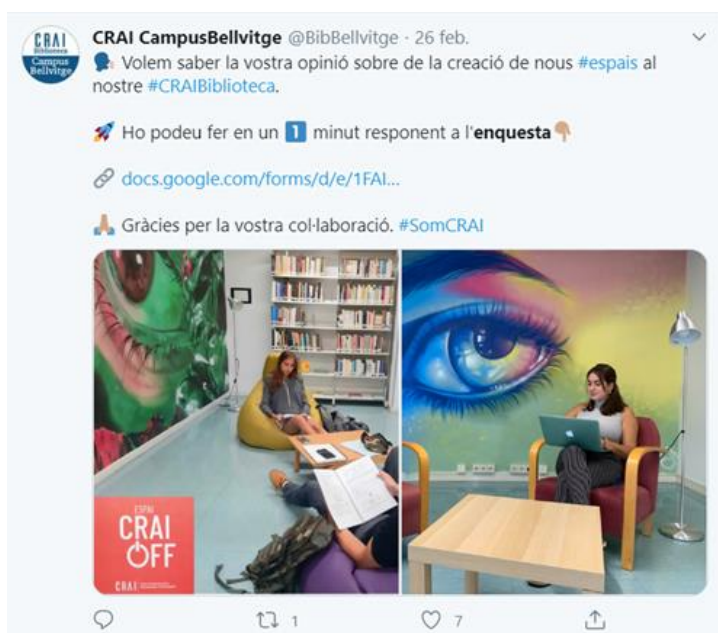 CRAI
Biblioteca
Campus
Bellvitge
CRAI CampusBellvitge @BibBellvitge · 26 feb.
🗣 Volem saber la vostra opinió sobre de la creació de nous #espais al
nostre #CRAIBiblioteca.
🚀 Ho podeu fer en un 1️⃣ minut responent a l'enquesta👇🏼
🔗 docs.google.com/forms/d/e/1FAI...
🙏🏼 Gràcies per la vostra col·laboració. #SomCRAI
ESPAI
CRAI
OFF
CRAI
1
7